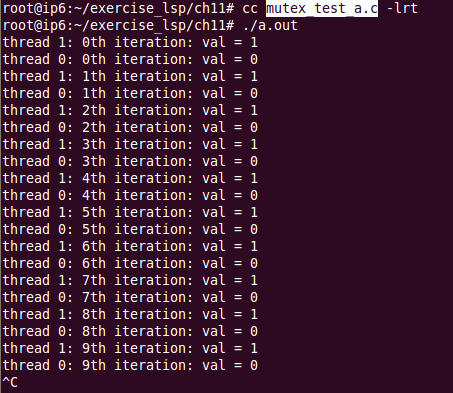 root@ip6:~/exercise_lsp/ch11# cc mutex_test_a.c -lrt
root@ip6:~/exercise_lsp/ch11# ./a.out
thread 1: 0th iteration: val = 1
thread 0: 0th iteration: val = 0
thread 1: 1th iteration: val = 1
thread 0: 1th iteration: val = 0
thread 1: 2th iteration: val = 1
thread 0: 2th iteration: val = 0
thread 1: 3th iteration: val = 1
thread 0: 3th iteration: val = 0
thread 1: 4th iteration: val = 1
thread 0: 4th iteration: val = 0
thread 1: 5th iteration: val = 1
thread 0: 5th iteration: val = 0
thread 1: 6th iteration: val = 1
thread 0: 6th iteration: val = 0
thread 1: 7th iteration: val = 1
thread 0: 7th iteration: val = 0
thread 1: 8th iteration: val = 1
thread 0: 8th iteration: val = 0
thread 1: 9th iteration: val = 1
thread 0: 9th iteration: val = 0
^C